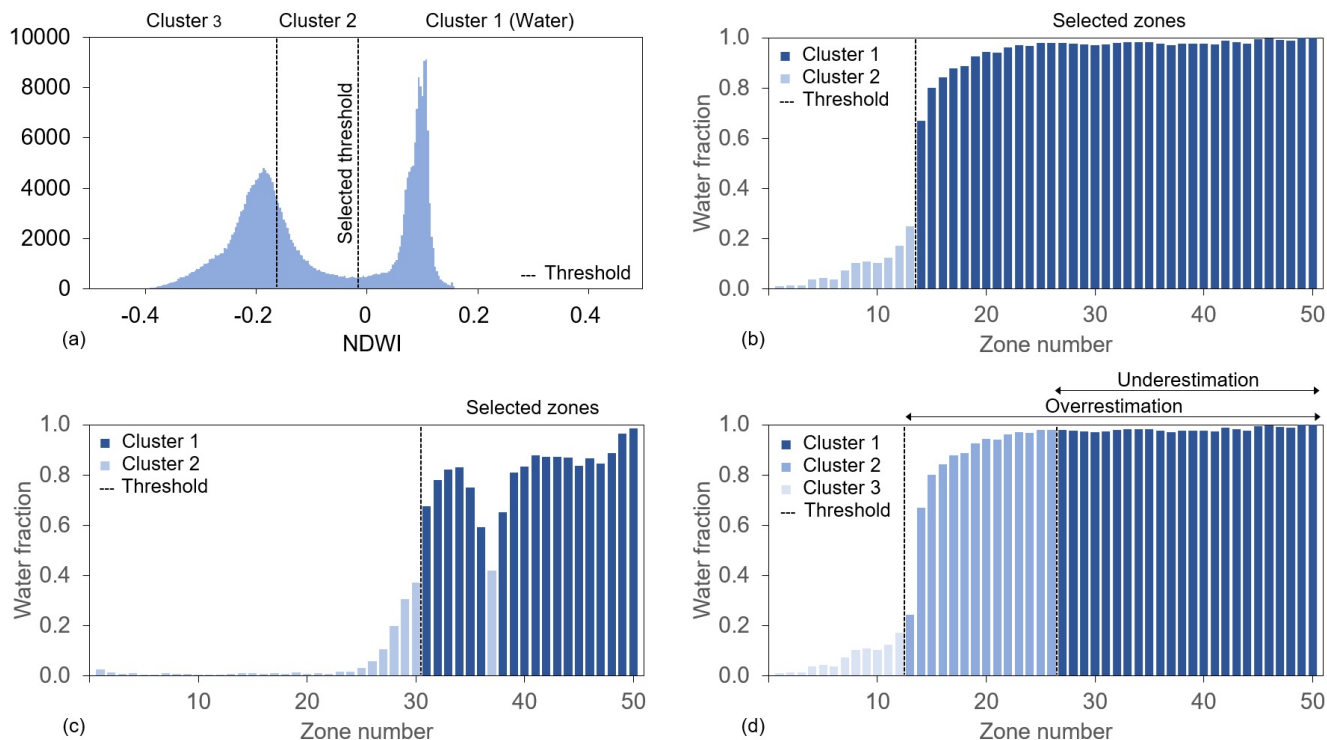 Cluster 3
Cluster 2
Cluster 1 (Water)
10000
8000
6000
4000
2000
0
Selected threshold
--- Threshold
-0.4
-0.2
0
0.2
0.4
(a)
NDWI
Selected zones
1.0
0.8
0.6
0.4
0.2
0.0
Water fraction
Cluster 1
Cluster 2
--- Threshold
10
20
30
40
50
(b)
Zone number
Selected zones
1.0
0.8
0.6
0.4
0.2
0.0
Water fraction
Cluster 1
Cluster 2
--- Threshold
10
20
30
40
50
(c)
Zone number
Underestimation
Overrestimation
1.0
0.8
0.6
0.4
0.2
0.0
Water fraction
Cluster 1
Cluster 2
Cluster 3
--- Threshold
10
20
30
40
50
(d)
Zone number